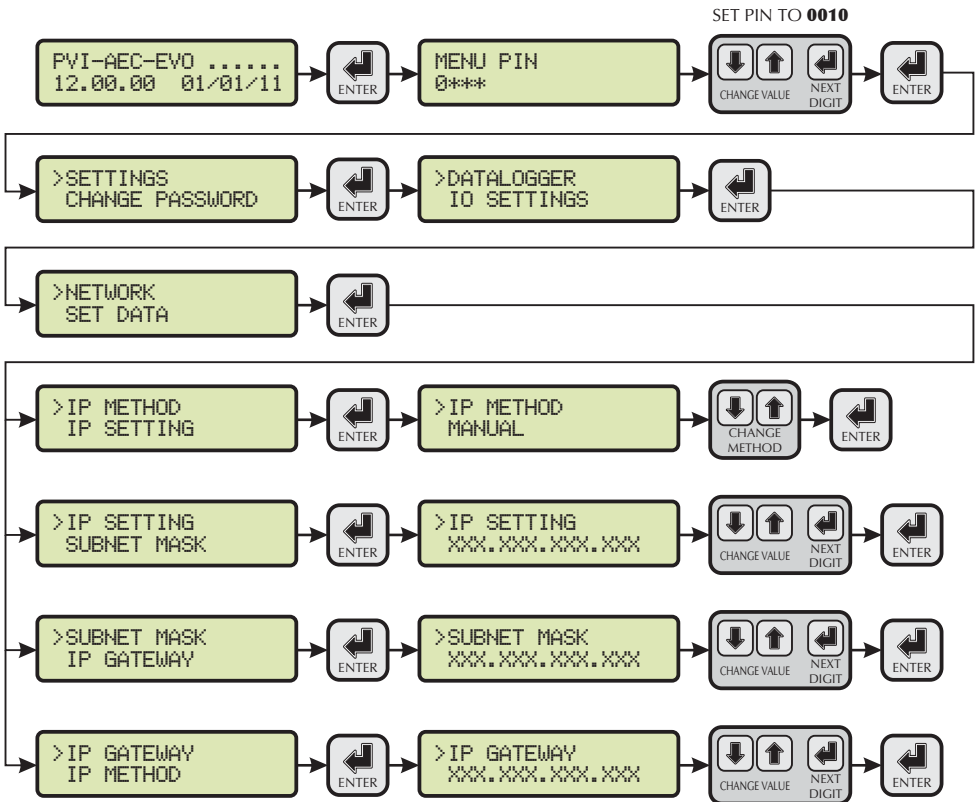 SET PIN TO 0010
PVI-AEC-EVO ......
12.00.00 01/01/11
ENTER
MENU PIN
0***
CHANGE VALUE
NEXT
DIGIT
ENTER
>SETTINGS
CHANGE PASSWORD
ENTER
>DATALOGGER
IO SETTINGS
ENTER
>NETWORK
SET DATA
ENTER
>IP METHOD
IP SETTING
ENTER
>IP METHOD
MANUAL
CHANGE
METHOD
ENTER
>IP SETTING
SUBNET MASK
ENTER
>IP SETTING
XXX.XXX.XXX.XXX
CHANGE VALUE
NEXT
DIGIT
ENTER
>SUBNET MASK
IP GATEWAY
ENTER
>SUBNET MASK
XXX.XXX.XXX.XXX
CHANGE VALUE
NEXT
DIGIT
ENTER
>IP GATEWAY
IP METHOD
ENTER
>IP GATEWAY
XXX.XXX.XXX.XXX
CHANGE VALUE
NEXT
DIGIT
ENTER